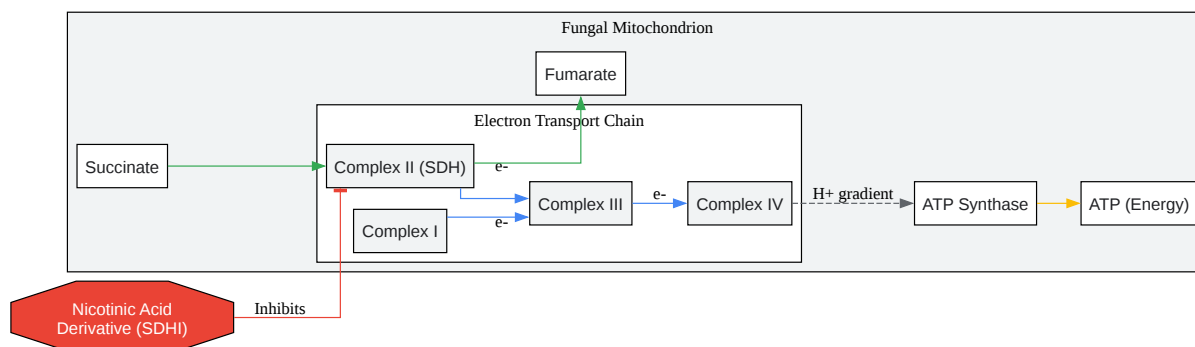 Fungal Mitochondrion
Fumarate
Electron Transport Chain
Succinate
Complex II (SDH)
e-
Complex III
e-
Complex IV
H+ gradient
ATP Synthase
ATP (Energy)
Complex I
e-
Nicotinic Acid
Derivative (SDHI)
Inhibits